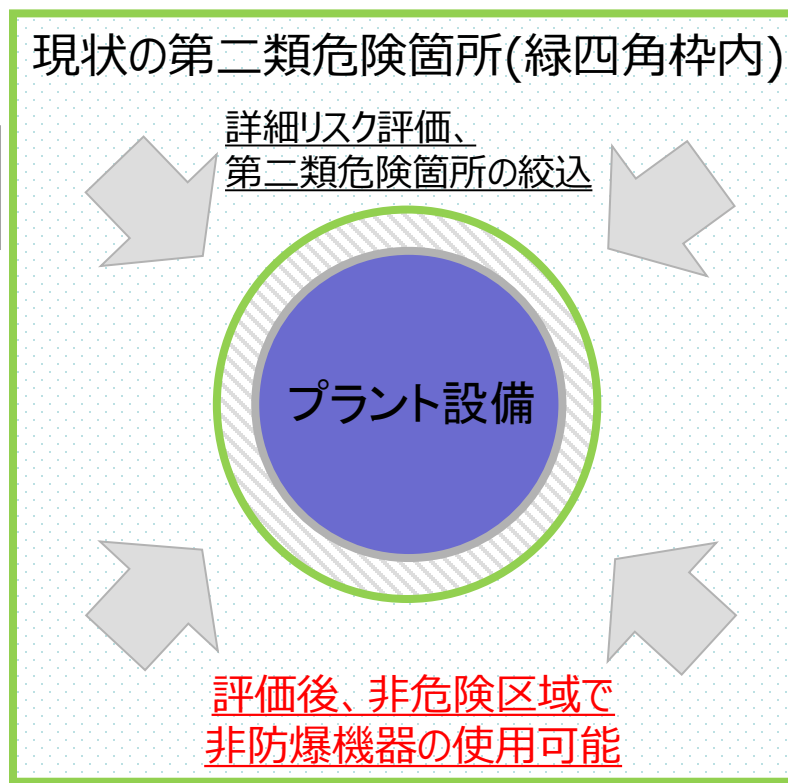 現状の第二類危険箇所(緑四角枠内)
詳細リスク評価、
第二類危険箇所の絞込
プラント設備
評価後、非危険区域で
非防爆機器の使用可能